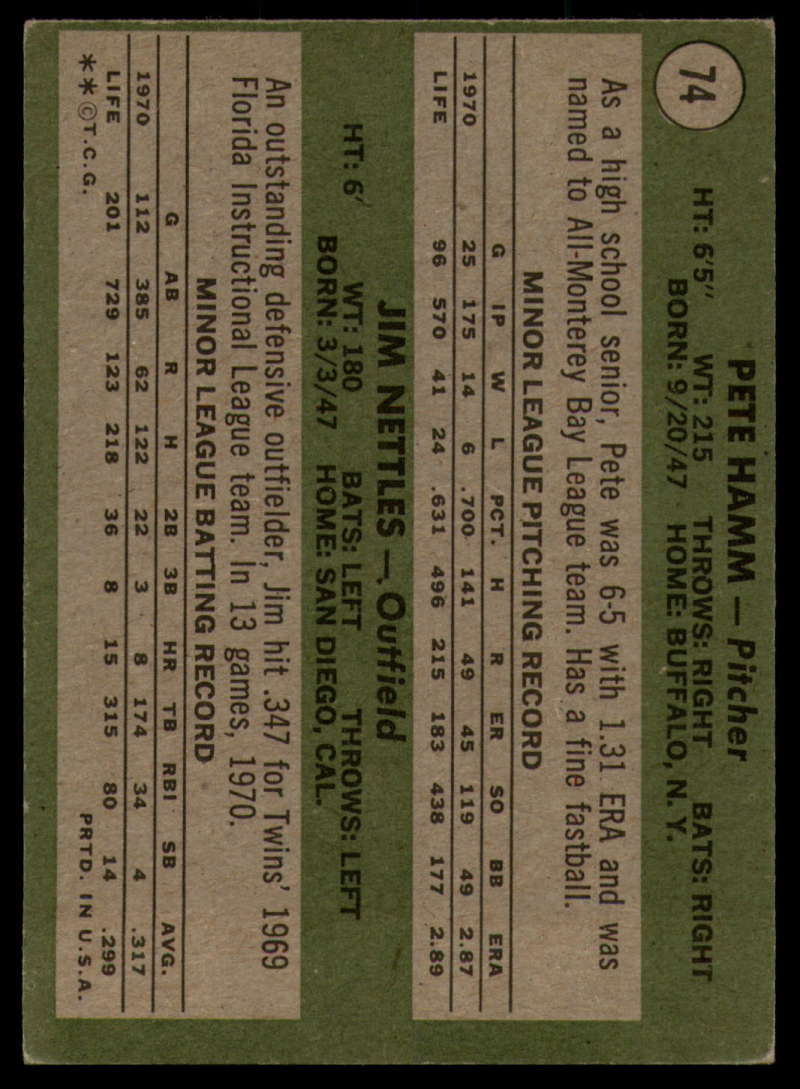 74
PETE HAMM — Pitcher
HT: 6'5" WT: 215 THROWS: RIGHT BATS: RIGHT
BORN: 9/20/47 HOME: BUFFALO, N. Y.
As a high school senior, Pete was 6-5 with 1.31 ERA and was
named to All-Monterey Bay League team. Has a fine fastball.
MINOR LEAGUE PITCHING RECORD
G IP W L PCT. H R ER SO BB ERA
1970 25 175 14 6 .700 141 49 45 119 49 2.87
LIFE 96 570 41 24 .631 496 215 183 438 177 2.89
JIM NETTLES — Outfield
HT: 6' WT: 180 BATS: LEFT THROWS: LEFT
BORN: 3/3/47 HOME: SAN DIEGO, CAL.
An outstanding defensive outfielder, Jim hit .347 for Twins' 1969
Florida Instructional League team. In 13 games, 1970.
MINOR LEAGUE BATTING RECORD
G AB R H 2B 3B HR TB RBI SB AVG.
1970 112 385 62 122 22 3 8 174 34 4 .317
LIFE 201 729 123 218 36 8 15 315 80 14 .299
**©T.C.G. PRTD. IN U.S.A.